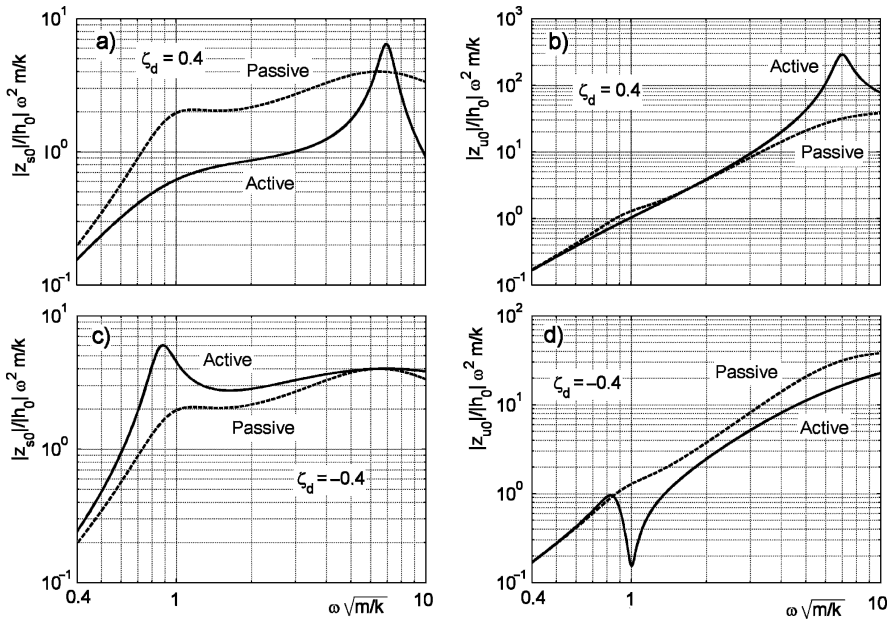 a)
ζd = 0.4
Passive
Active
|zs0|/|h0| ω² m/k
10¹
10⁰
10⁻¹
b)
ζd = 0.4
Active
Passive
|zu0|/|h0| ω² m/k
10³
10²
10¹
10⁰
10⁻¹
c)
Active
Passive
ζd = −0.4
|zs0|/|h0| ω² m/k
10¹
10⁰
10⁻¹
0.4
1
ω √m/k
10
d)
Passive
ζd = −0.4
Active
|zu0|/|h0| ω² m/k
10²
10¹
10⁰
10⁻¹
0.4
1
ω √m/k
10